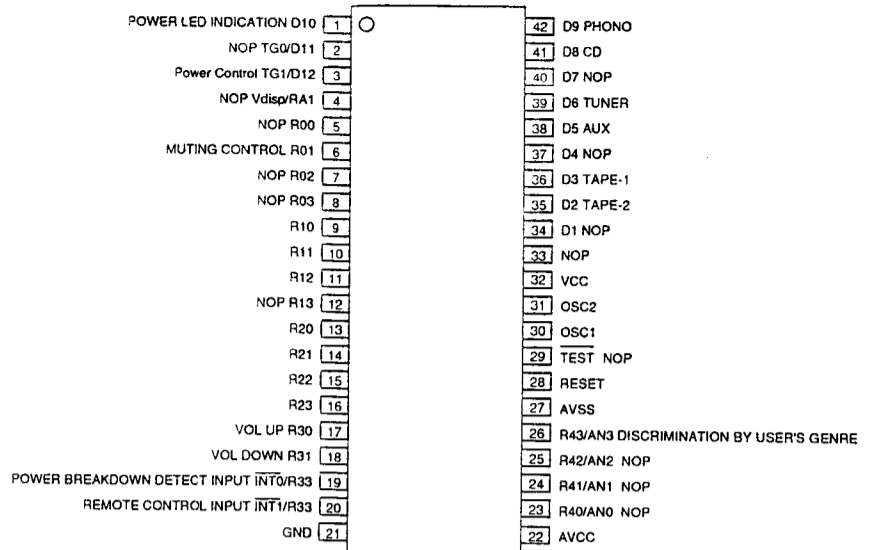 POWER LED INDICATION D10 1
NOP TG0/D11 2
Power Control TG1/D12 3
NOP Vdisp/RA1 4
NOP R00 5
MUTING CONTROL R01 6
NOP R02 7
NOP R03 8
R10 9
R11 10
R12 11
NOP R13 12
R20 13
R21 14
R22 15
R23 16
VOL UP R30 17
VOL DOWN R31 18
POWER BREAKDOWN DETECT INPUT INT0/R33 19
REMOTE CONTROL INPUT INT1/R33 20
GND 21
42 D9 PHONO
41 D8 CD
40 D7 NOP
39 D6 TUNER
38 D5 AUX
37 D4 NOP
36 D3 TAPE-1
35 D2 TAPE-2
34 D1 NOP
33 NOP
32 VCC
31 OSC2
30 OSC1
29 TEST NOP
28 RESET
27 AVSS
26 R43/AN3 DISCRIMINATION BY USER'S GENRE
25 R42/AN2 NOP
24 R41/AN1 NOP
23 R40/AN0 NOP
22 AVCC